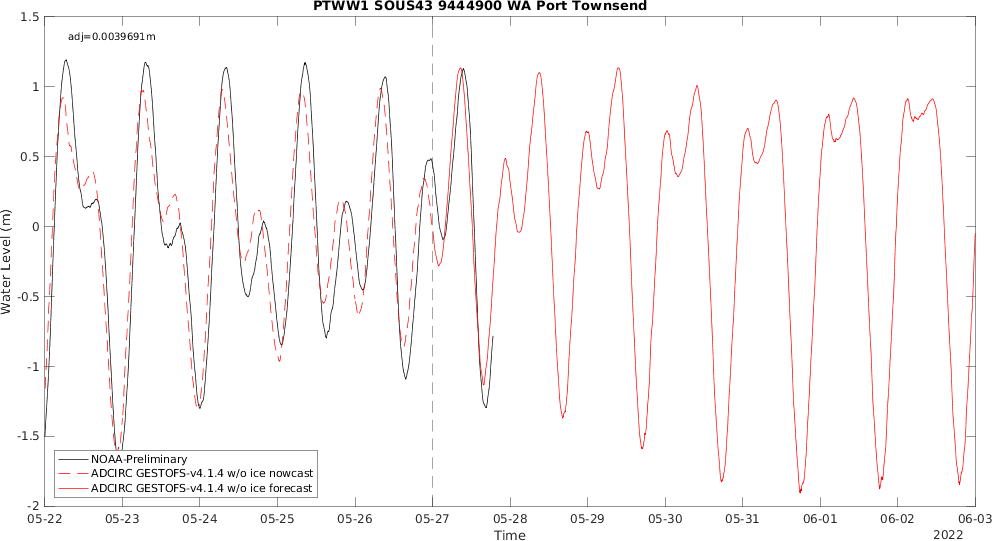 PTWW1 SOUS43 9444900 WA Port Townsend
adj=0.0039691m
1.5
1
0.5
0
-0.5
-1
-1.5
-2
Water Level (m)
NOAA-Preliminary
ADCIRC GESTOFS-v4.1.4 w/o ice nowcast
ADCIRC GESTOFS-v4.1.4 w/o ice forecast
05-22 05-23 05-24 05-25 05-26 05-27 05-28 05-29 05-30 05-31 06-01 06-02 06-03
Time
2022